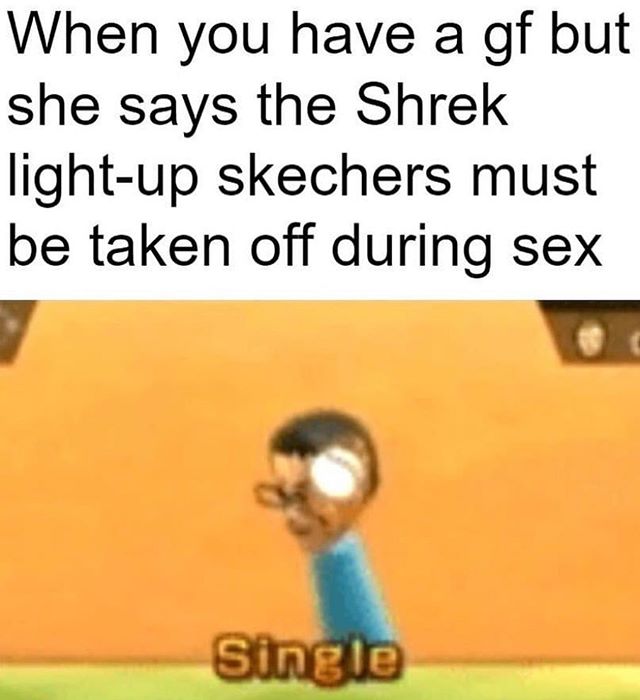 When you have a gf but
she says the Shrek
light-up skechers must
be taken off during sex
Single